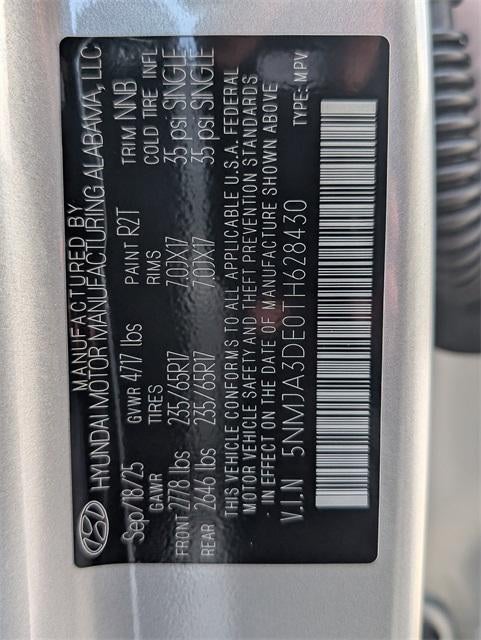 MANUFACTURED BY
HYUNDAI MOTOR MANUFACTURING ALABAMA, LLC
Sep/18/25 GVWR 4717 lbs PAINT R2T TRIM NNB
GAWR TIRES RIMS COLD TIRE INFL
FRONT 2778 lbs 235/65R17 7.0JX17 35 psi SINGLE
REAR 2646 lbs 235/65R17 7.0JX17 35 psi SINGLE
THIS VEHICLE CONFORMS TO ALL APPLICABLE U.S.A. FEDERAL
MOTOR VEHICLE SAFETY AND THEFT PREVENTION STANDARDS
IN EFFECT ON THE DATE OF MANUFACTURE SHOWN ABOVE
V.I.N 5NMJA3DE0TH628430 TYPE: MPV